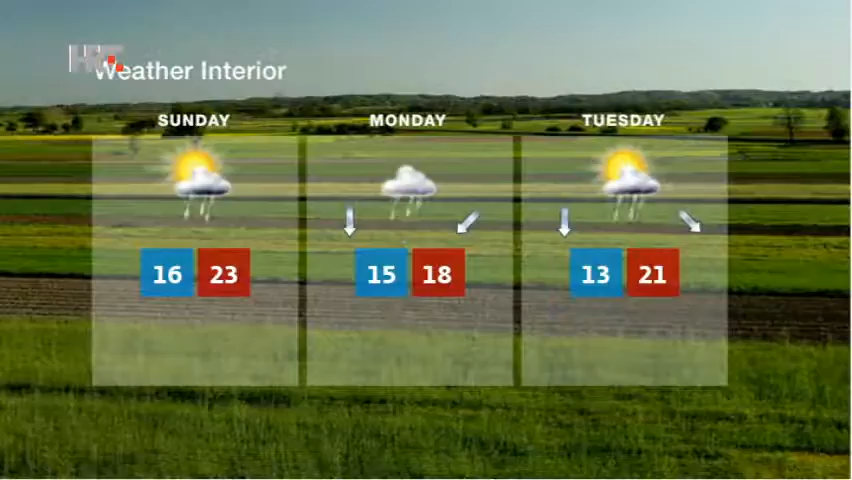 HRT
Weather Interior
SUNDAY
MONDAY
TUESDAY
16 23
15 18
13 21